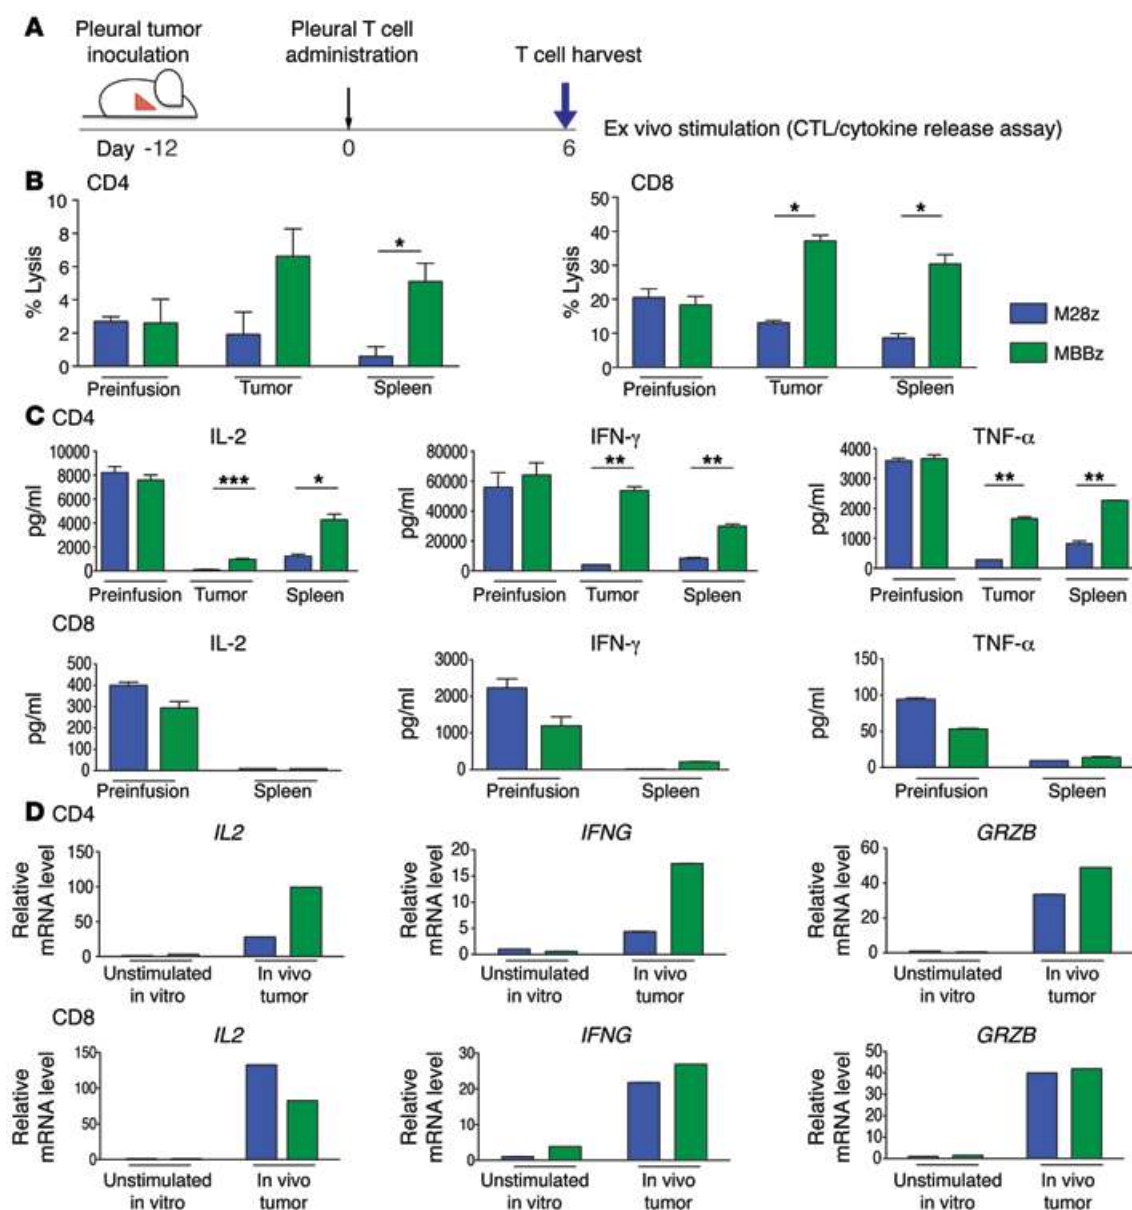 A
Pleural tumor
inoculation
Pleural T cell
administration
T cell harvest
Day -12
0
6
Ex vivo stimulation (CTL/cytokine release assay)
B
CD4
% Lysis
10
8
6
4
2
0
*
Preinfusion
Tumor
Spleen
CD8
% Lysis
50
40
30
20
10
0
*
*
Preinfusion
Tumor
Spleen
M28z
MBBz
C
CD4
IL-2
pg/ml
10000
8000
6000
4000
2000
0
***
*
Preinfusion
Tumor
Spleen
IFN-γ
pg/ml
80000
60000
40000
20000
0
**
**
Preinfusion
Tumor
Spleen
TNF-α
pg/ml
4000
3000
2000
1000
0
**
**
Preinfusion
Tumor
Spleen
CD8
IL-2
pg/ml
500
400
300
200
100
0
Preinfusion
Spleen
IFN-γ
pg/ml
3000
2000
1000
0
Preinfusion
Spleen
TNF-α
pg/ml
150
100
50
0
Preinfusion
Spleen
D
CD4
IL2
Relative
mRNA level
150
100
50
0
Unstimulated
in vitro
In vivo
tumor
IFNG
Relative
mRNA level
20
15
10
5
0
Unstimulated
in vitro
In vivo
tumor
GRZB
Relative
mRNA level
60
40
20
0
Unstimulated
in vitro
In vivo
tumor
CD8
IL2
Relative
mRNA level
150
100
50
0
Unstimulated
in vitro
In vivo
tumor
IFNG
Relative
mRNA level
30
20
10
0
Unstimulated
in vitro
In vivo
tumor
GRZB
Relative
mRNA level
50
40
30
20
10
0
Unstimulated
in vitro
In vivo
tumor